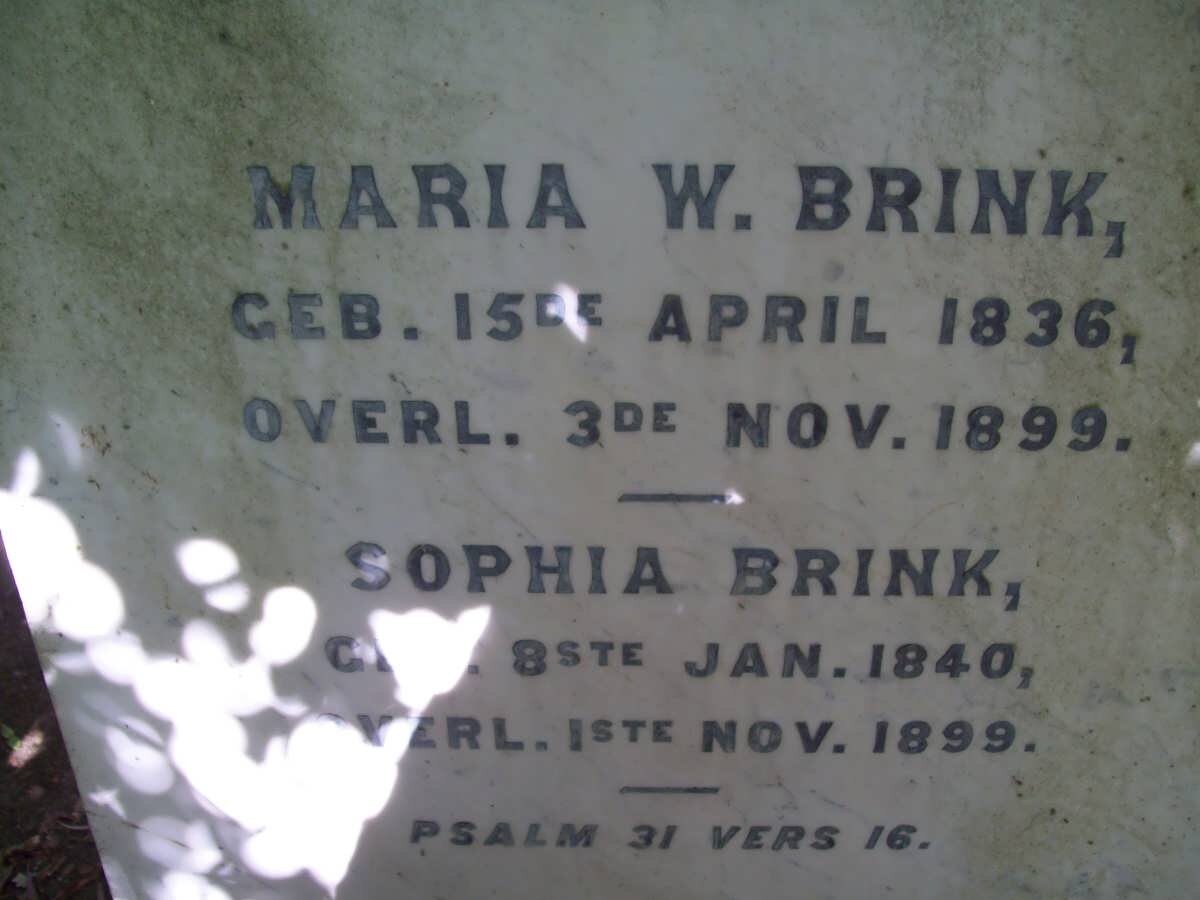 MARIA W. BRINK,
GEB. 15DE APRIL 1836,
OVERL. 3DE NOV. 1899.
SOPHIA BRINK,
8STE JAN. 1840,
OVERL. 1STE NOV. 1899.
PSALM 31 VERS 16.